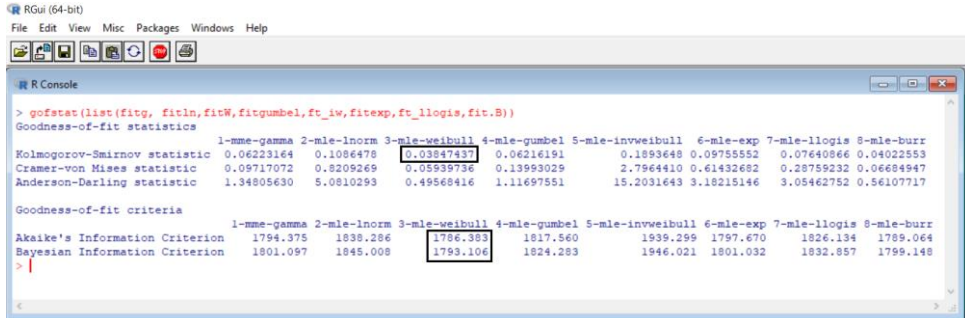 RGui (64-bit)
File Edit View Misc Packages Windows Help
STOP
R Console
> gofstat(list(fitg, fitln,fitW,fitgumbel,ft_iw,fitexp,ft_llogis,fit.B))
Goodness-of-fit statistics
1-mme-gamma 2-mle-lnorm 3-mle-weibull 4-mle-gumbel 5-mle-invweibull 6-mle-exp 7-mle-llogis 8-mle-burr
Kolmogorov-Smirnov statistic 0.06223164 0.1086478 0.03847437 0.06216191 0.1893648 0.09755552 0.07640866 0.04022553
Cramer-von Mises statistic 0.09717072 0.8209269 0.05939736 0.13993029 2.7964410 0.61432682 0.28759232 0.06684947
Anderson-Darling statistic 1.34805630 5.0810293 0.49568416 1.11697551 15.2031643 3.18215146 3.05462752 0.56107717
Goodness-of-fit criteria
1-mme-gamma 2-mle-lnorm 3-mle-weibull 4-mle-gumbel 5-mle-invweibull 6-mle-exp 7-mle-llogis 8-mle-burr
Akaike's Information Criterion 1794.375 1838.286 1786.383 1817.560 1939.299 1797.670 1826.134 1789.064
Bayesian Information Criterion 1801.097 1845.008 1793.106 1824.283 1946.021 1801.032 1832.857 1799.148
>